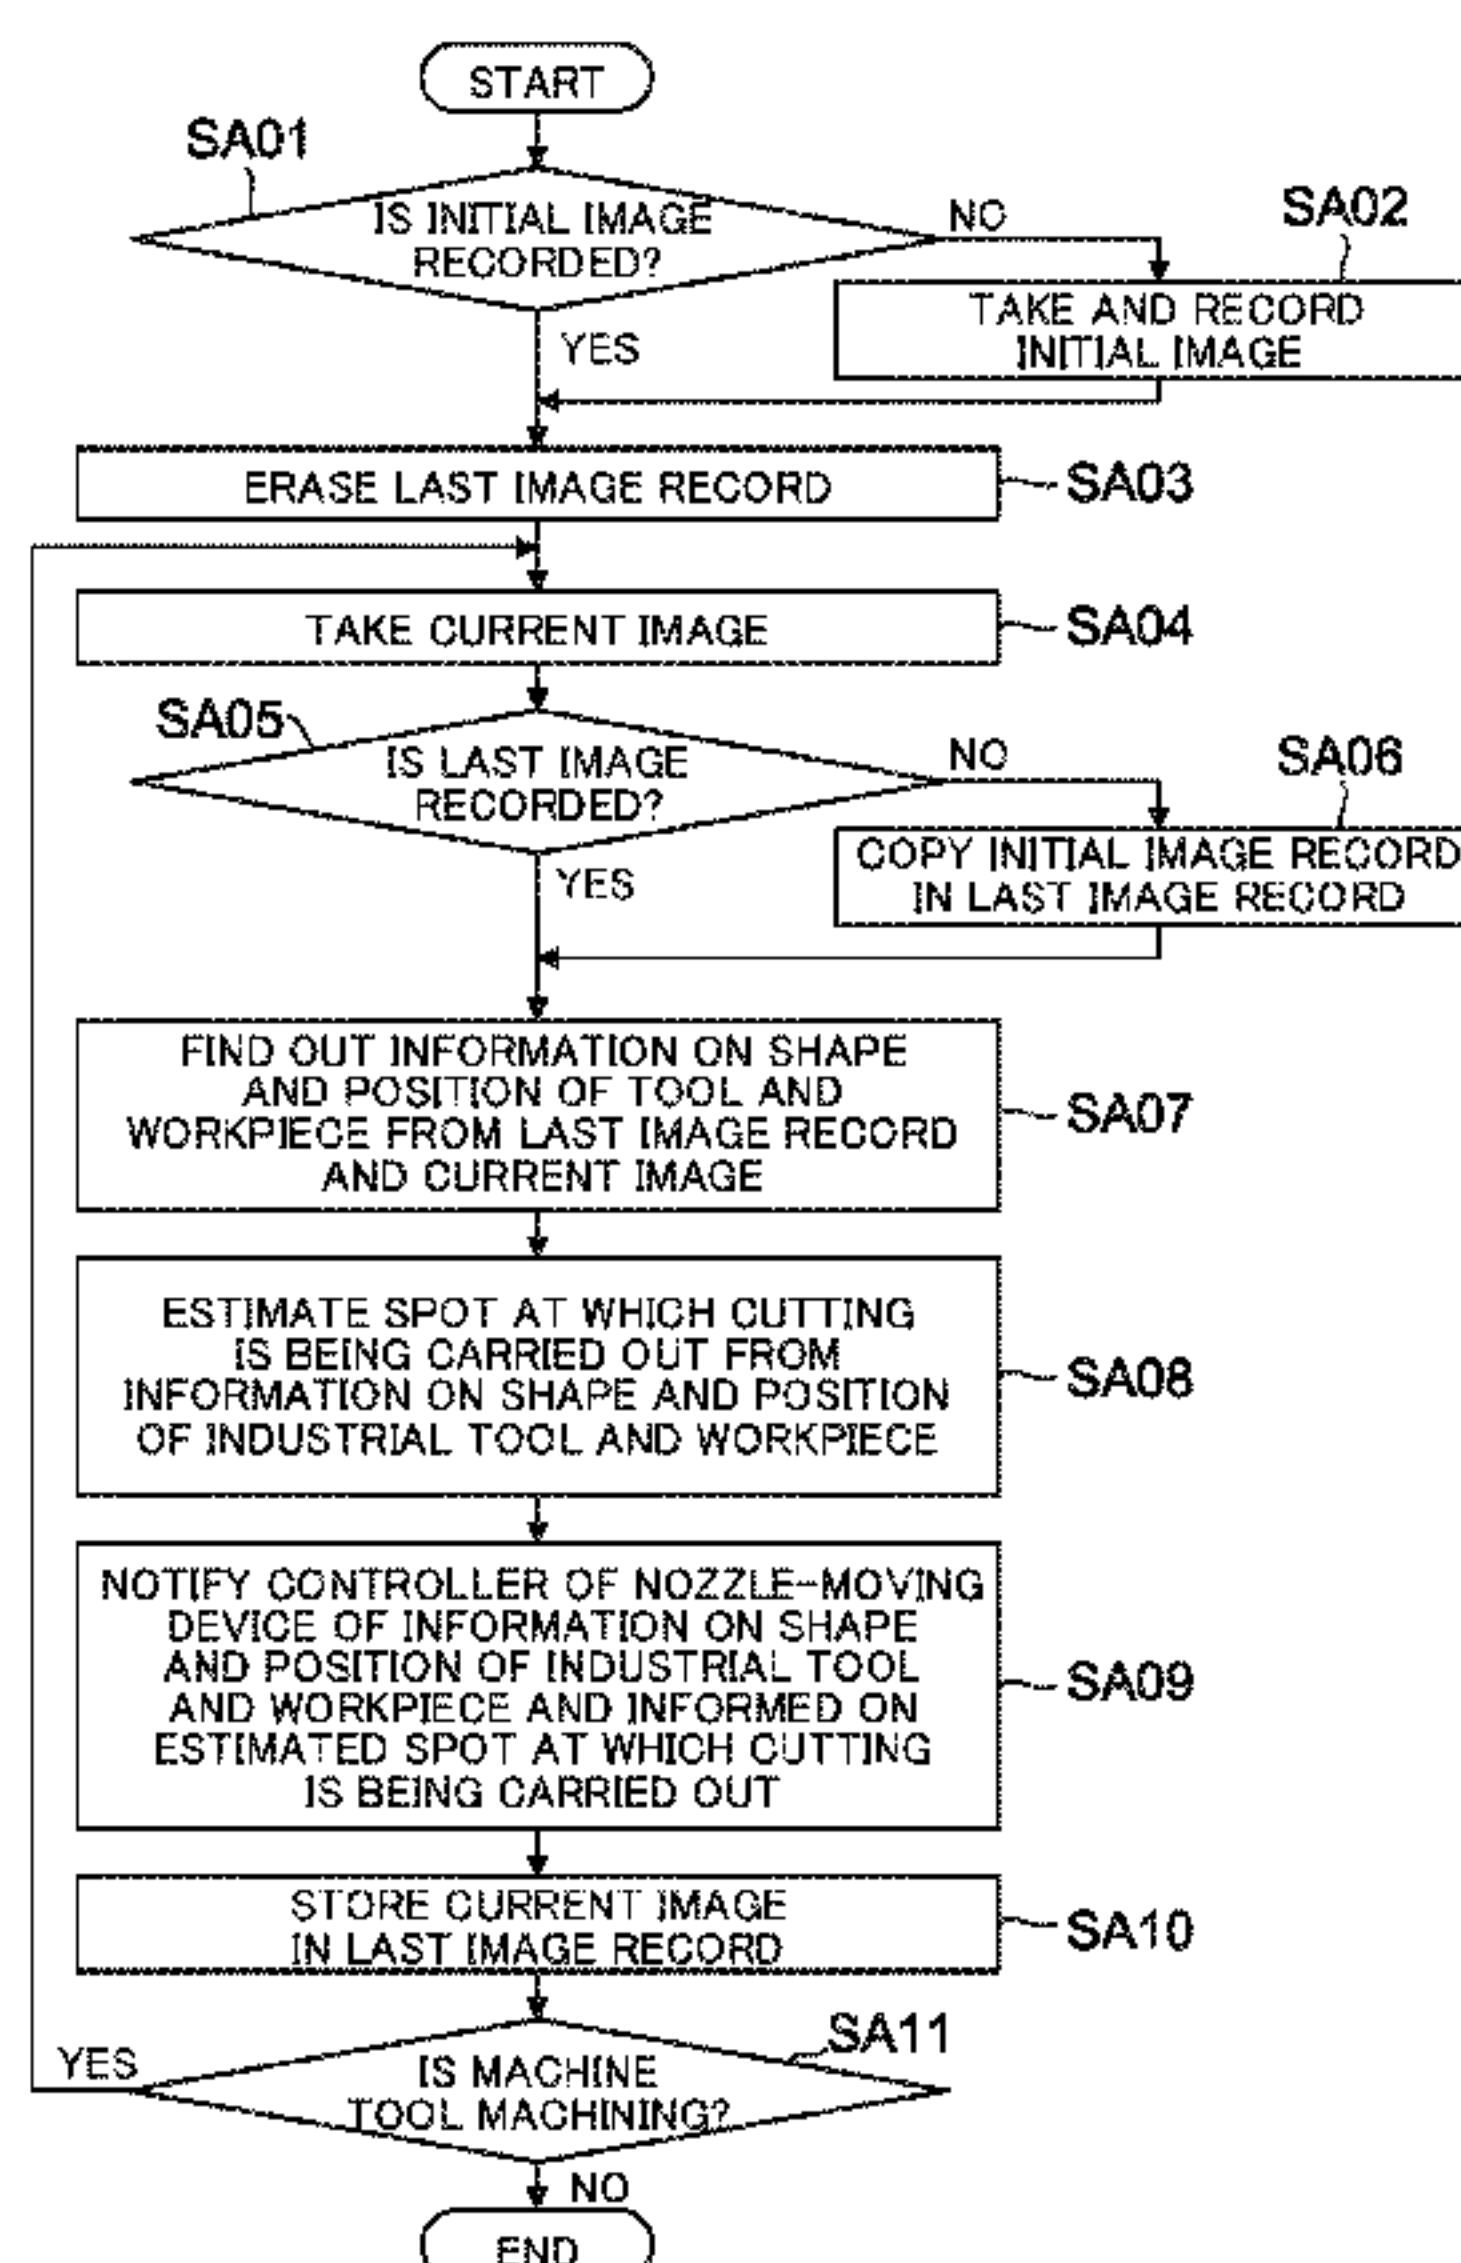 START
SA01
IS INITIAL IMAGE
RECORDED?
NO
SA02
TAKE AND RECORD
INITIAL IMAGE
YES
ERASE LAST IMAGE RECORD
SA03
TAKE CURRENT IMAGE
SA04
SA05
IS LAST IMAGE
RECORDED?
NO
SA06
COPY INITIAL IMAGE RECORD
IN LAST IMAGE RECORD
YES
FIND OUT INFORMATION ON SHAPE
AND POSITION OF TOOL AND
WORKPIECE FROM LAST IMAGE RECORD
AND CURRENT IMAGE
SA07
ESTIMATE SPOT AT WHICH CUTTING
IS BEING CARRIED OUT FROM
INFORMATION ON SHAPE AND POSITION
OF INDUSTRIAL TOOL AND WORKPIECE
SA08
NOTIFY CONTROLLER OF NOZZLE-MOVING
DEVICE OF INFORMATION ON SHAPE
AND POSITION OF INDUSTRIAL TOOL
AND WORKPIECE AND INFORMED ON
ESTIMATED SPOT AT WHICH CUTTING
IS BEING CARRIED OUT
SA09
STORE CURRENT IMAGE
IN LAST IMAGE RECORD
SA10
SA11
YES
IS MACHINE
TOOL MACHINING?
NO
END